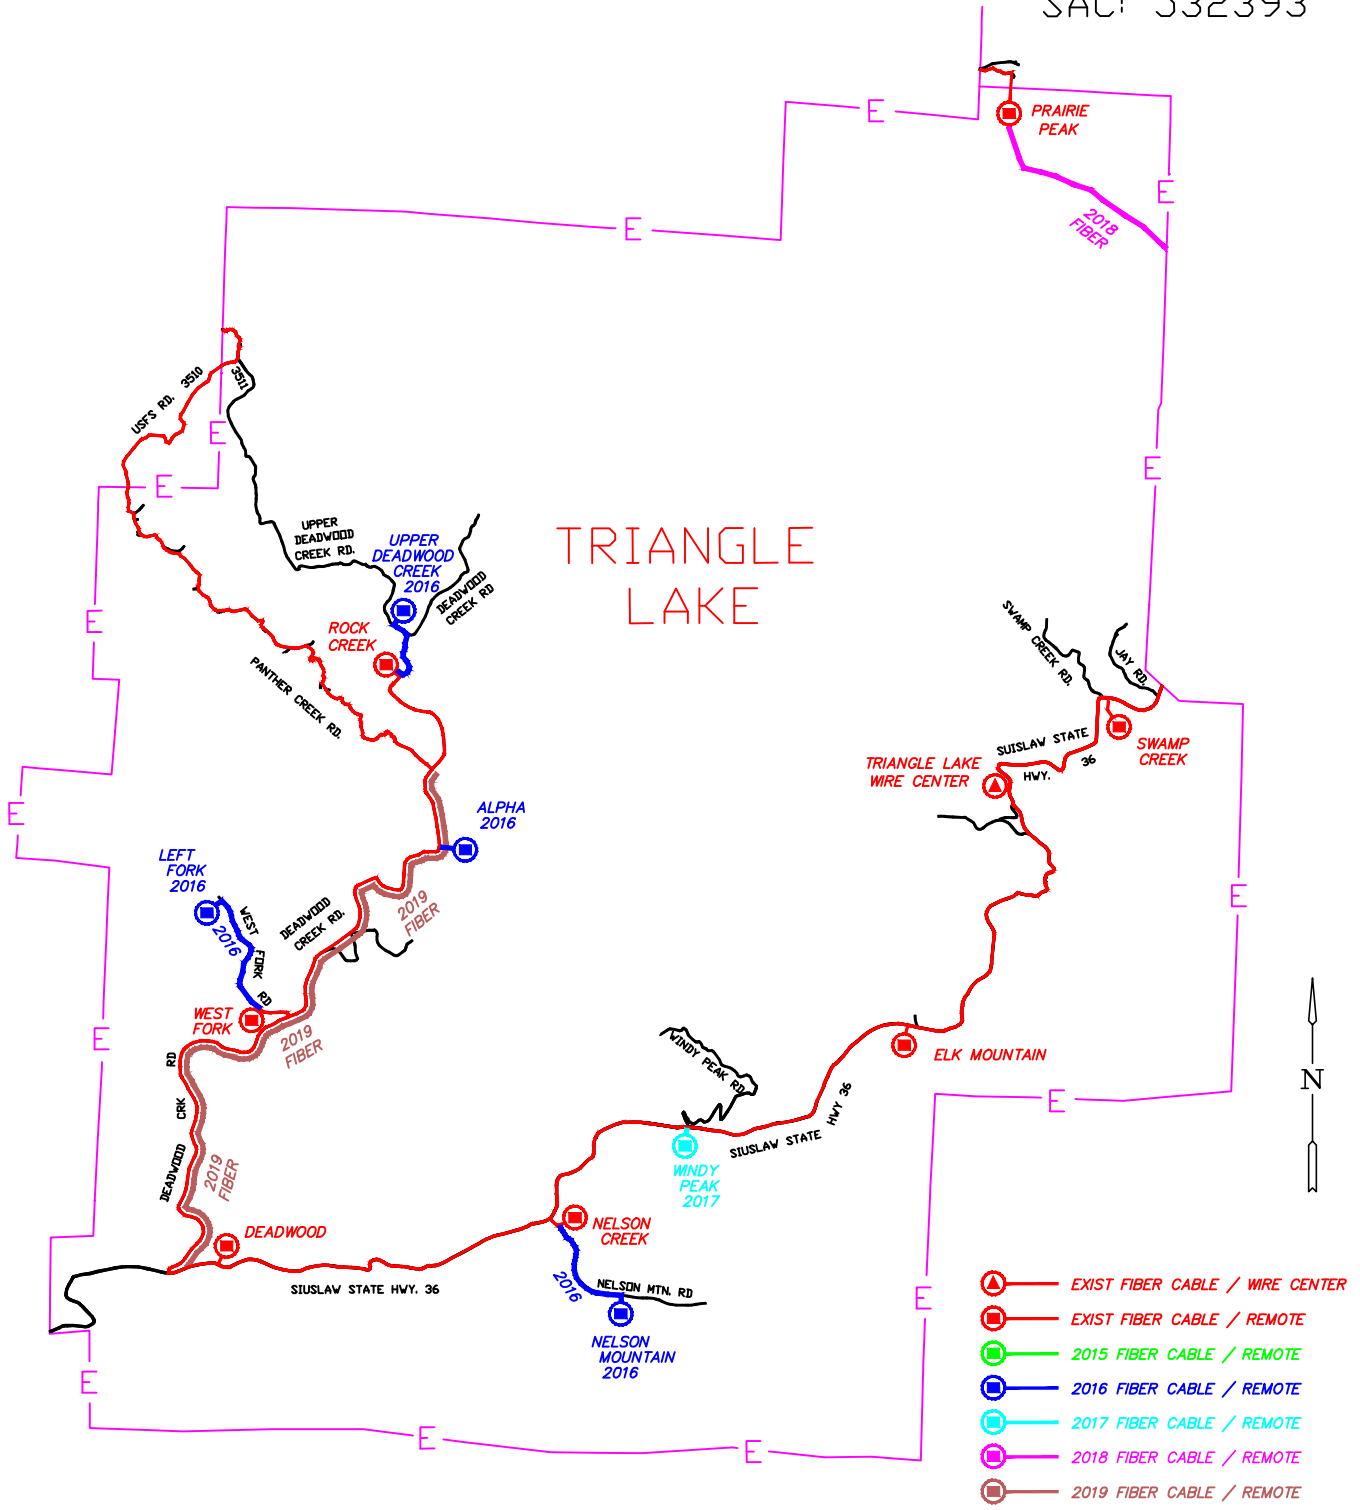 SAC: 532393
PRAIRIE
PEAK
E
E
E
2018
FIBER
E
USFS RD. 3510
3511
E
E
E
UPPER
DEADWOOD
CREEK RD.
UPPER
DEADWOOD
CREEK
2016
DEADWOOD
CREEK RD
TRIANGLE
LAKE
ROCK
CREEK
E
PANTHER CREEK RD.
SWAMP CREEK RD.
JAY RD.
SWAMP
CREEK
SUISLAW STATE
HWY. 36
TRIANGLE LAKE
WIRE CENTER
E
ALPHA
2016
LEFT
FORK
2016
2016
WEST FORK RD
DEADWOOD
CREEK RD.
2019
FIBER
E
WEST
FORK
2019
FIBER
E
DEADWOOD CRK RD
2019
FIBER
WINDY PEAK RD.
ELK MOUNTAIN
E
N
SIUSLAW STATE HWY 36
WINDY
PEAK
2017
DEADWOOD
NELSON
CREEK
SIUSLAW STATE HWY. 36
2016
NELSON MTN. RD
E
NELSON
MOUNTAIN
2016
E
E
E
EXIST FIBER CABLE / WIRE CENTER
EXIST FIBER CABLE / REMOTE
2015 FIBER CABLE / REMOTE
2016 FIBER CABLE / REMOTE
2017 FIBER CABLE / REMOTE
2018 FIBER CABLE / REMOTE
2019 FIBER CABLE / REMOTE